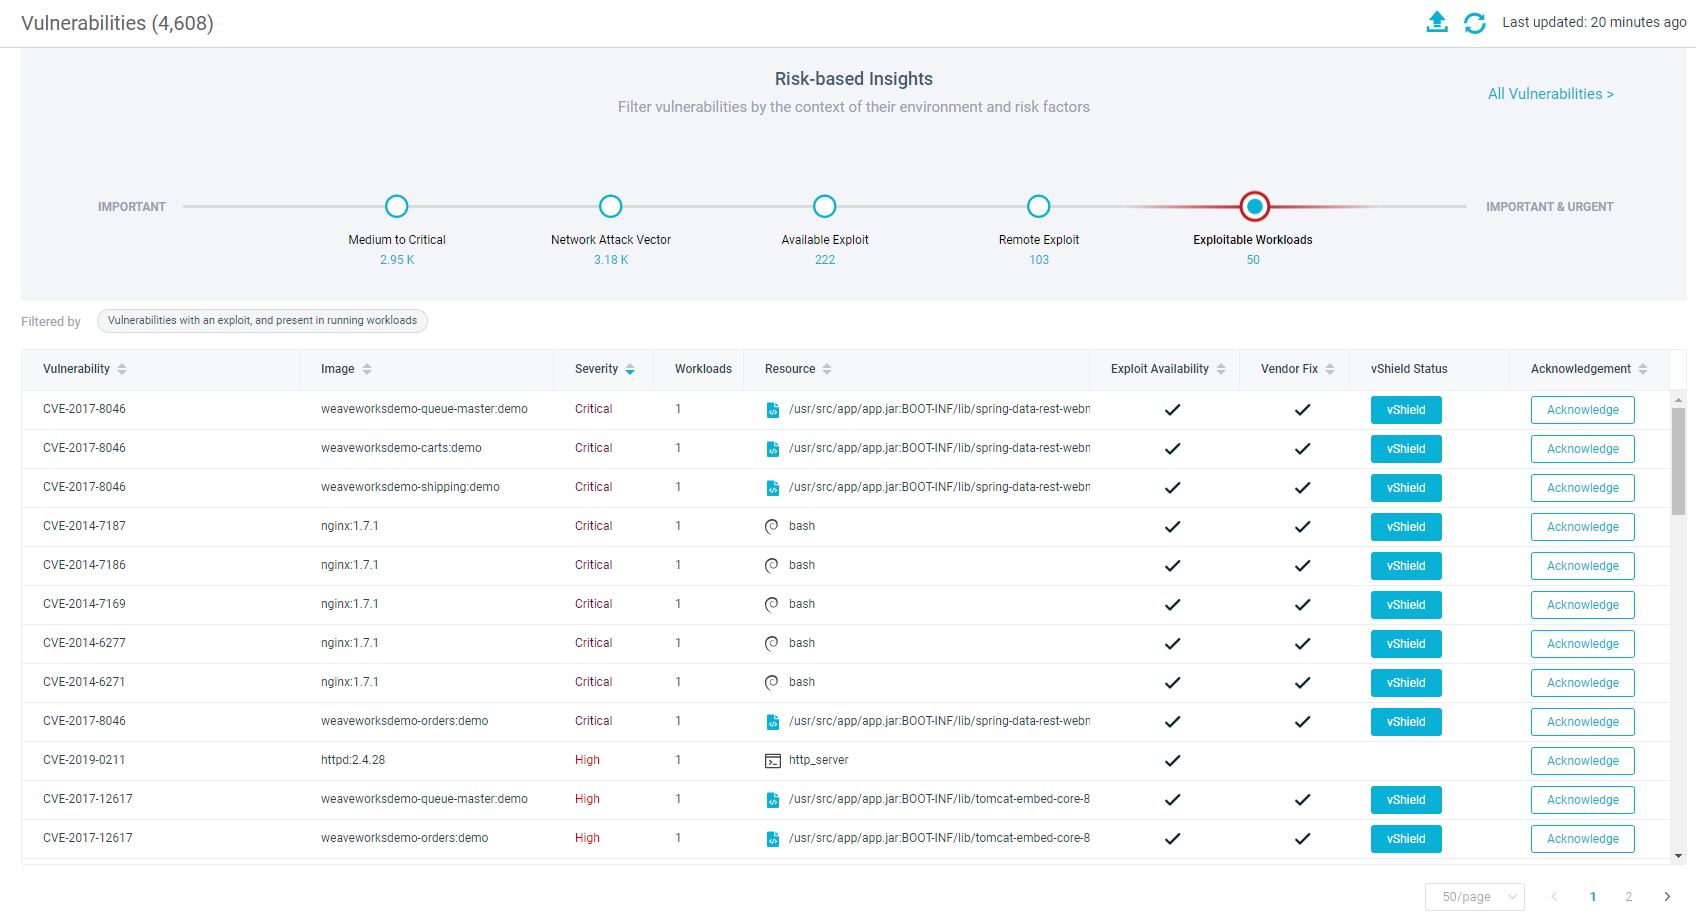 Vulnerabilities (4,608)
Last updated: 20 minutes ago
Risk-based Insights
Filter vulnerabilities by the context of their environment and risk factors
All Vulnerabilities >
IMPORTANT
IMPORTANT & URGENT
Medium to Critical Network Attack Vector Available Exploit Remote Exploit Exploitable Workloads
2.95 K 3.18 K 222 103 50
Filtered by Vulnerabilities with an exploit, and present in running workloads
Vulnerability Image Severity Workloads Resource Exploit Availability Vendor Fix vShield Status Acknowledgement
CVE-2017-8046 weaveworksdemo-queue-master:demo Critical 1 /usr/src/app/app.jar:BOOT-INF/lib/spring-data-rest-webm vShield Acknowledge
CVE-2017-8046 weaveworksdemo-carts:demo Critical 1 /usr/src/app/app.jar:BOOT-INF/lib/spring-data-rest-webm vShield Acknowledge
CVE-2017-8046 weaveworksdemo-shipping:demo Critical 1 /usr/src/app/app.jar:BOOT-INF/lib/spring-data-rest-webm vShield Acknowledge
CVE-2014-7187 nginx:1.7.1 Critical 1 bash vShield Acknowledge
CVE-2014-7186 nginx:1.7.1 Critical 1 bash vShield Acknowledge
CVE-2014-7169 nginx:1.7.1 Critical 1 bash vShield Acknowledge
CVE-2014-6277 nginx:1.7.1 Critical 1 bash vShield Acknowledge
CVE-2014-6271 nginx:1.7.1 Critical 1 bash vShield Acknowledge
CVE-2017-8046 weaveworksdemo-orders:demo Critical 1 /usr/src/app/app.jar:BOOT-INF/lib/spring-data-rest-webm vShield Acknowledge
CVE-2019-0211 httpd:2.4.28 High 1 http_server Acknowledge
CVE-2017-12617 weaveworksdemo-queue-master:demo High 1 /usr/src/app/app.jar:BOOT-INF/lib/tomcat-embed-core-8 vShield Acknowledge
CVE-2017-12617 weaveworksdemo-orders:demo High 1 /usr/src/app/app.jar:BOOT-INF/lib/tomcat-embed-core-8 vShield Acknowledge
50/page < 1 2 >